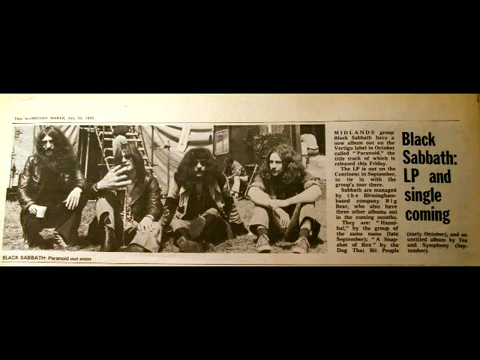 MELODY MAKER, July
MIDLANDS group
Black Sabbath have a
new album out on the
Vertigo label in October
called "Paranoid," the
title track of which is
released this Friday.
The LP is out on the
Continent in September,
to tie in with the
group's tour there.
Sabbath are managed
by the Birmingham-
based company Big
Bear, who also have
three other albums out
in the coming months.
They are: "Hanni-
bal," by the group of
the same name (late
September); "A Snap-
shot of Rex" by the
Dog That Bit People
Black
Sabbath:
LP and
single
coming
(early October), and an
untitled album by Tea
and Symphony (Sep-
tember).
BLACK SABBATH: Paranoid out soon